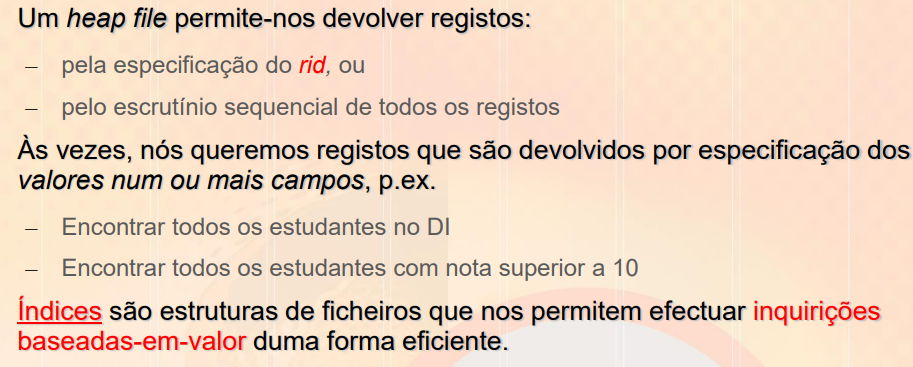 Um heap file permite-nos devolver registos:
– pela especificação do rid, ou
– pelo escrutínio sequencial de todos os registos
Às vezes, nós queremos registos que são devolvidos por especificação dos
valores num ou mais campos, p.ex.
– Encontrar todos os estudantes no DI
– Encontrar todos os estudantes com nota superior a 10
Índices são estruturas de ficheiros que nos permitem efectuar inquirições
baseadas-em-valor duma forma eficiente.